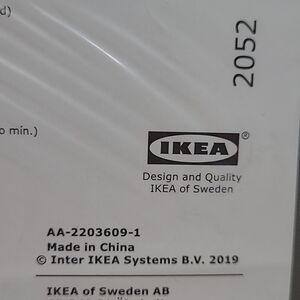 d)
2052
o min.)
IKEA®
Design and Quality
IKEA of Sweden
AA-2203609-1
Made in China
© Inter IKEA Systems B.V. 2019
IKEA of Sweden AB